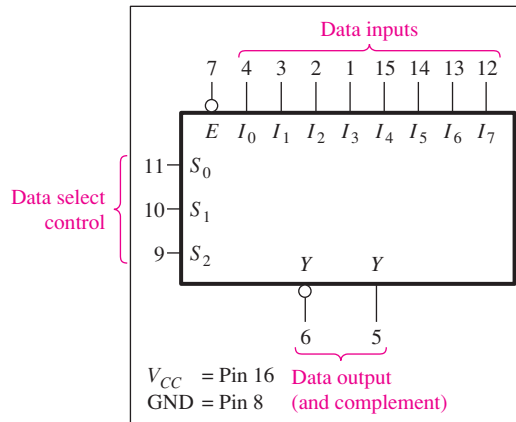 Data inputs
7 4 3 2 1 15 14 13 12
E I₀ I₁ I₂ I₃ I₄ I₅ I₆ I₇
11 S₀
Data select
control
10 S₁
9 S₂
Y Y
6 5
V_CC = Pin 16
GND = Pin 8
Data output
(and complement)